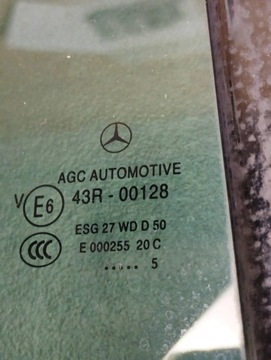 AGC AUTOMOTIVE
V E6 43R - 00128
ESG 27 WD D 50
CCC E 000255 20 C
..... 5